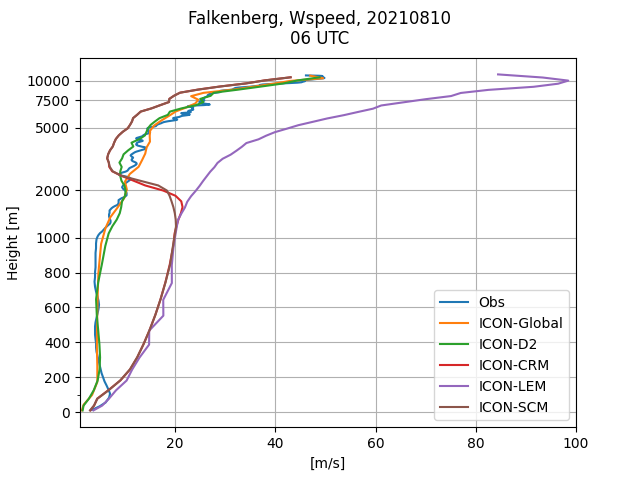 Falkenberg, Wspeed, 20210810
06 UTC
10000
7500
5000
2000
1000
800
600
400
200
0
Height [m]
Obs
ICON-Global
ICON-D2
ICON-CRM
ICON-LEM
ICON-SCM
20 40 60 80 100
[m/s]